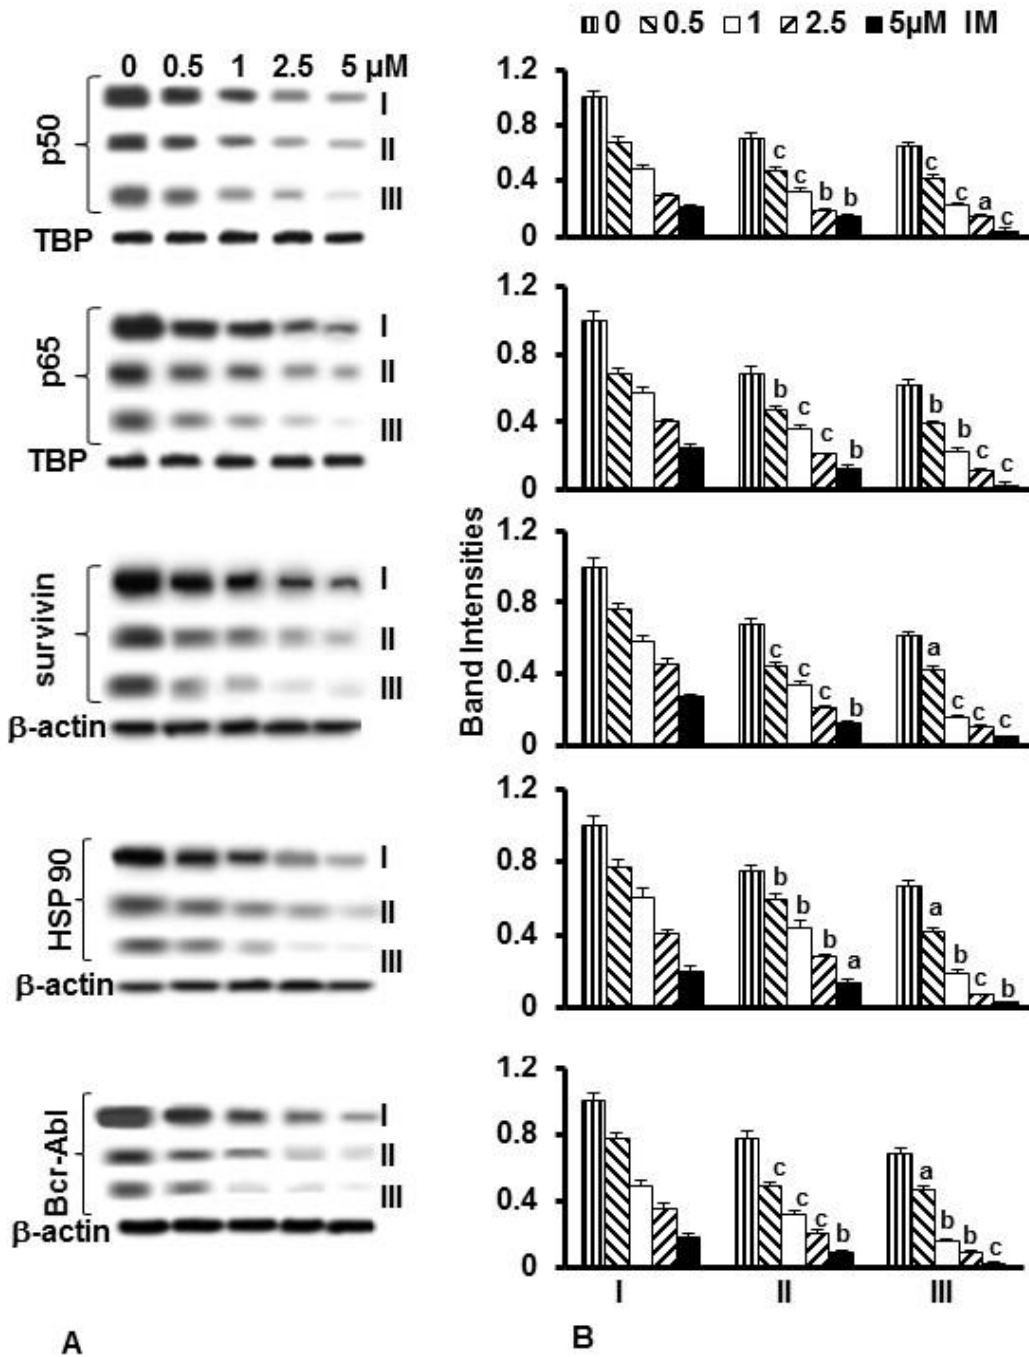 0 0.5 1 2.5 5 µM
p50
I
II
III
TBP
p65
I
II
III
TBP
survivin
I
II
III
β-actin
HSP 90
I
II
III
β-actin
Bcr-Abl
I
II
III
β-actin
A
0 0.5 1 2.5 5µM IM
Band Intensities
1.2
0.8
0.4
0
c c b b
c c a c
1.2
0.8
0.4
0
b c c b
b b c c
1.2
0.8
0.4
0
c c c b
a c c c
1.2
0.8
0.4
0
b b b a
a b c b
1.2
0.8
0.4
0
c c c b
a b b c
I II III
B